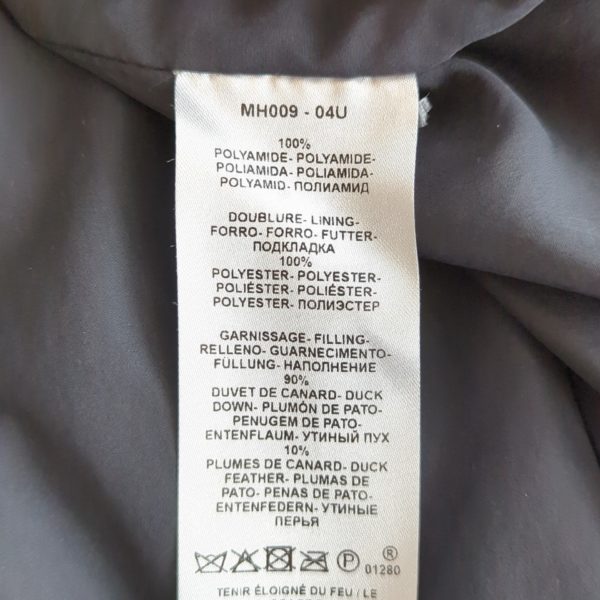 MH009 - 04U
100%
POLYAMIDE- POLYAMIDE-
POLIAMIDA- POLIAMIDA-
POLYAMID- ПОЛИАМИД
DOUBLURE- LINING-
FORRO- FORRO- FUTTER-
ПОДКЛАДКА
100%
POLYESTER- POLYESTER-
POLIÉSTER- POLIÉSTER-
POLYESTER- ПОЛИЭСТЕР
GARNISSAGE- FILLING-
RELLENO- GUARNECIMENTO-
FÜLLUNG- НАПОЛНЕНИЕ
90%
DUVET DE CANARD- DUCK
DOWN- PLUMÓN DE PATO-
PENUGEM DE PATO-
ENTENFLAUM- УТИНЫЙ ПУХ
10%
PLUMES DE CANARD- DUCK
FEATHER- PLUMAS DE
PATO- PENAS DE PATO-
ENTENFEDERN- УТИНЫЕ
ПЕРЬЯ
P ®
01280
TENIR ÉLOIGNÉ DU FEU / LE